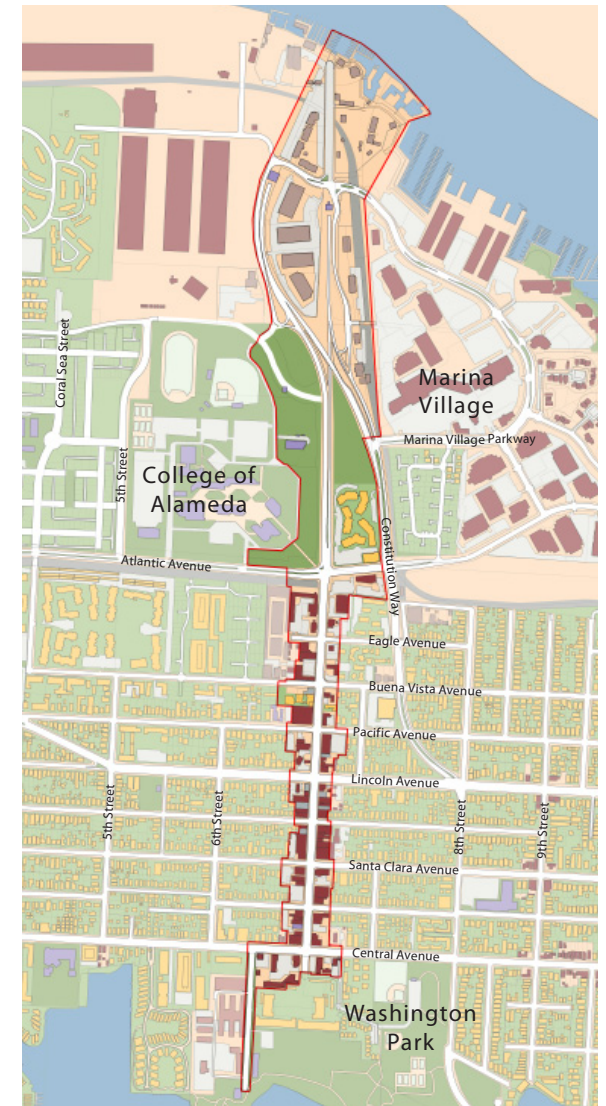 Coral Sea Street
5th Street
Marina
Village
Marina Village Parkway
College of
Alameda
Atlantic Avenue
Constitution Way
Eagle Avenue
Buena Vista Avenue
Pacific Avenue
Lincoln Avenue
5th Street
6th Street
8th Street
9th Street
Santa Clara Avenue
Central Avenue
Washington
Park